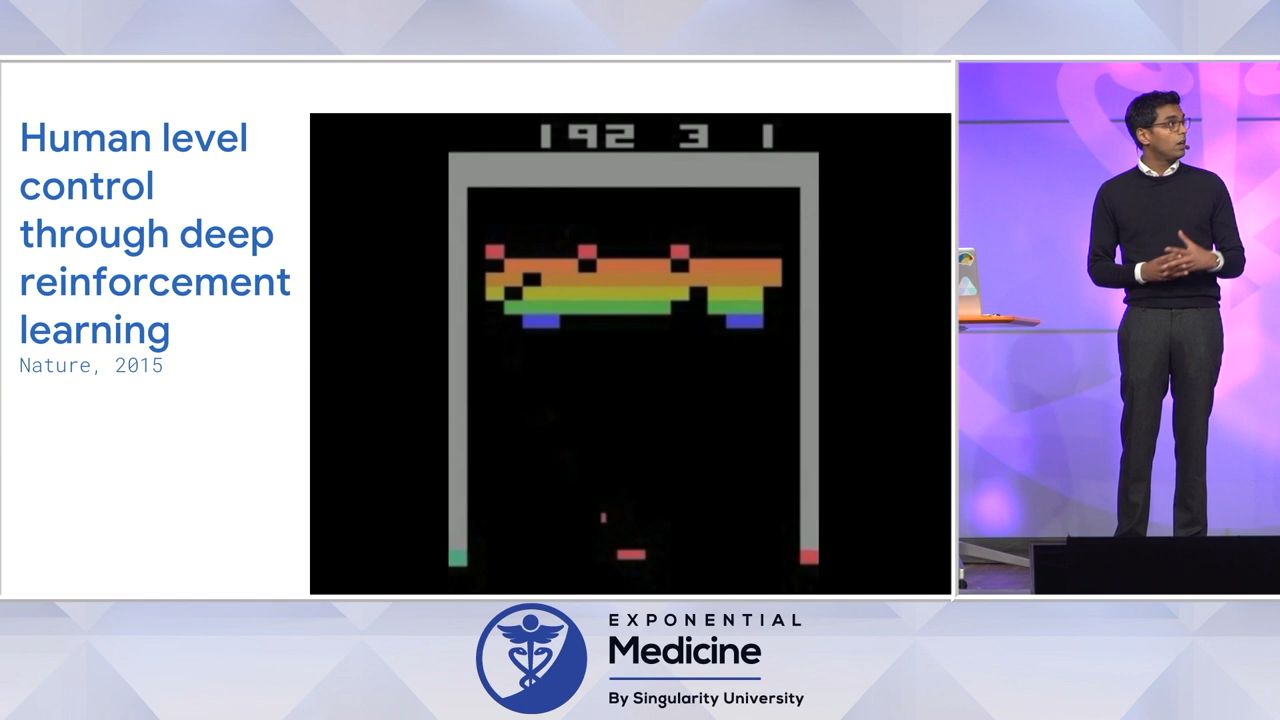 Human level
control
through deep
reinforcement
learning
Nature, 2015
192 3 1
EXPONENTIAL
Medicine
By Singularity University